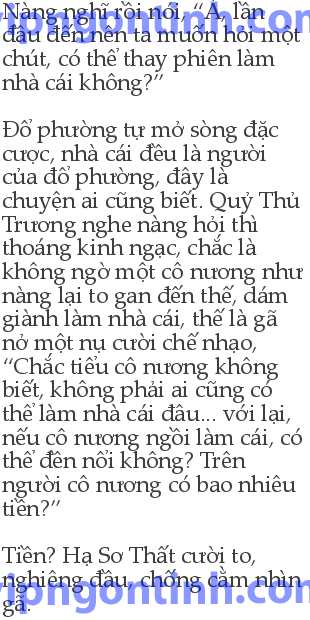 Nàng nghĩ rồi nói, “À, lần
đầu đến nên ta muốn hỏi một
chút, có thể thay phiên làm
nhà cái không?”
Đổ phường tự mở sòng đặc
cược, nhà cái đều là người
của đổ phường, đây là
chuyện ai cũng biết. Quỷ Thủ
Trương nghe nàng hỏi thì
thoáng kinh ngạc, chắc là
không ngờ một cô nương như
nàng lại to gan đến thế, dám
giành làm nhà cái, thế là gã
nở một nụ cười chế nhạo,
“Chắc tiểu cô nương không
biết, không phải ai cũng có
thể làm nhà cái đâu... với lại,
nếu cô nương ngồi làm cái, có
thể đền nổi không? Trên
người cô nương có bao nhiêu
tiền?”
Tiền? Hạ Sơ Thất cười to,
nghiêng đầu, chống cằm nhìn
gã.
vipngontinh.com